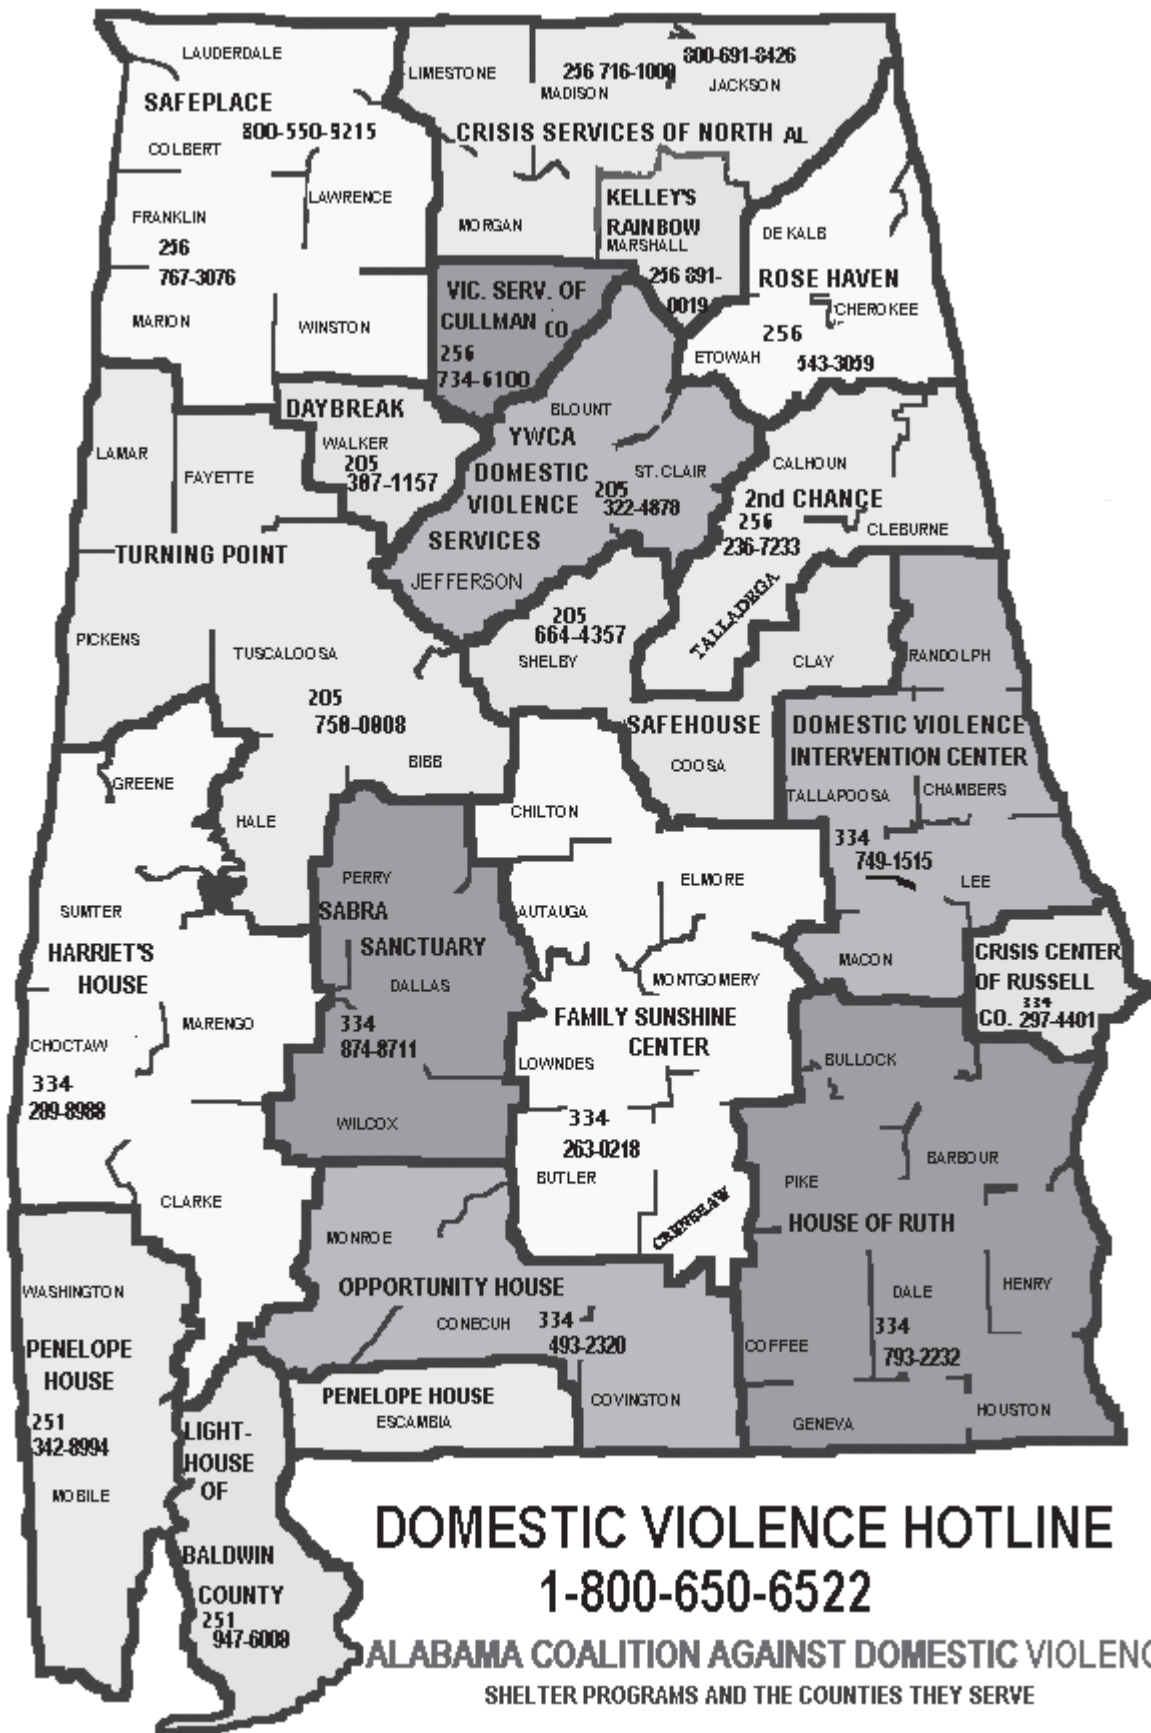 LAUDERDALE
LIMESTONE
256 716-1000
MADISON
800-691-8426
JACKSON
SAFEPLACE
800-550-9215
COLBERT
CRISIS SERVICES OF NORTH AL
LAWRENCE
FRANKLIN
256
767-3076
MORGAN
KELLEY'S
RAINBOW
MARSHALL
256 891-
0019
DE KALB
ROSE HAVEN
CHEROKEE
256
ETOWAH
543-3059
MARION
WINSTON
VIC. SERV. OF
CULLMAN CO
256
734-6100
DAYBREAK
WALKER
205
387-1157
LAMAR
FAYETTE
BLOUNT
YWCA
DOMESTIC
VIOLENCE
SERVICES
JEFFERSON
ST. CLAIR
205
322-4878
CALHOUN
2nd CHANCE
256
236-7233
CLEBURNE
TALLADEGA
CLAY
RANDOLPH
TURNING POINT
PICKENS
TUSCALOOSA
205
758-0808
BIBB
HALE
205
664-4357
SHELBY
SAFEHOUSE
COOSA
DOMESTIC VIOLENCE
INTERVENTION CENTER
TALLAPOOSA
CHAMBERS
334
749-1515
LEE
MACON
GREENE
SUMTER
HARRIET'S
HOUSE
MARENGO
CHOCTAW
334
289-8988
CLARKE
PERRY
SABRA
SANCTUARY
DALLAS
334
874-8711
WILCOX
CHILTON
ELMORE
AUTAUGA
MONTGOMERY
FAMILY SUNSHINE
CENTER
LOWNDES
334
263-0218
BUTLER
CRENSHAW
CRISIS CENTER
OF RUSSELL
334
CO. 297-4401
BULLOCK
BARBOUR
PIKE
HOUSE OF RUTH
DALE
HENRY
334
793-2232
COFFEE
GENEVA
HOUSTON
MONROE
OPPORTUNITY HOUSE
CONECUH
334
493-2320
COVINGTON
PENELOPE HOUSE
ESCAMBIA
WASHINGTON
PENELOPE
HOUSE
251
342-8994
MOBILE
LIGHT-
HOUSE
OF
BALDWIN
COUNTY
251
947-6008
DOMESTIC VIOLENCE HOTLINE
1-800-650-6522
ALABAMA COALITION AGAINST DOMESTIC VIOLENC
SHELTER PROGRAMS AND THE COUNTIES THEY SERVE